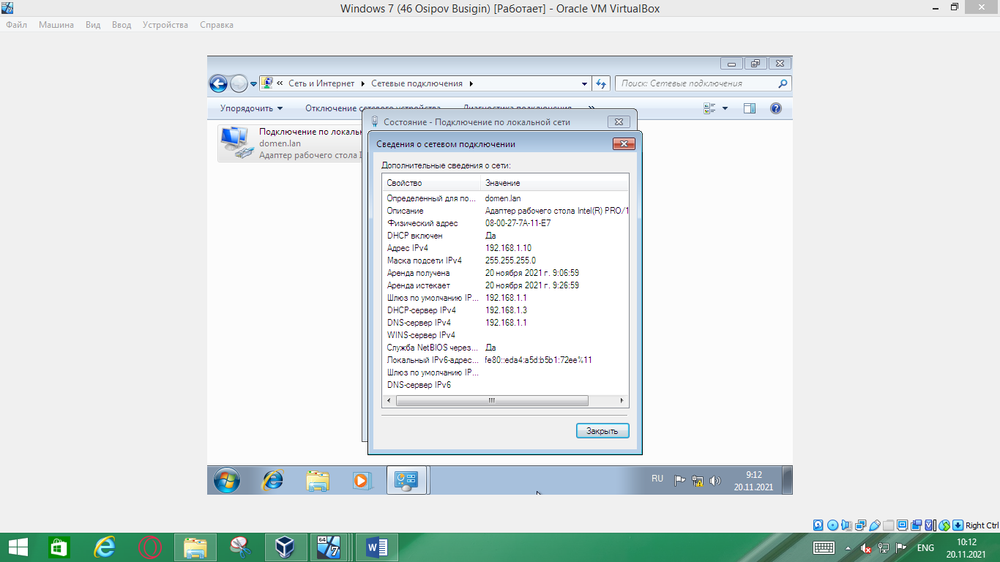 Windows 7 (46 Osipov Busigin) [Работает] - Oracle VM VirtualBox
Файл Машина Вид Ввод Устройства Справка
« Сеть и Интернет Сетевые подключения Поиск: Сетевые подключения
Упорядочить Отключение сетевого устройства Диагностика подключения »
Подключение по локальн
domen.lan
Адаптер рабочего стола I
Состояние - Подключение по локальной сети
Сведения о сетевом подключении
Дополнительные сведения о сети:
Свойство Значение
Определенный для по... domen.lan
Описание Адаптер рабочего стола Intel(R) PRO/1
Физический адрес 08-00-27-7A-11-E7
DHCP включен Да
Адрес IPv4 192.168.1.10
Маска подсети IPv4 255.255.255.0
Аренда получена 20 ноября 2021 г. 9:06:59
Аренда истекает 20 ноября 2021 г. 9:26:59
Шлюз по умолчанию IP... 192.168.1.1
DHCP-сервер IPv4 192.168.1.3
DNS-сервер IPv4 192.168.1.1
WINS-сервер IPv4
Служба NetBIOS через... Да
Локальный IPv6-адрес... fe80::eda4:a5d:b5b1:72ee%11
Шлюз по умолчанию IP...
DNS-сервер IPv6
Закрыть
RU 9:12
20.11.2021
Right Ctrl
64 7
ENG 10:12
20.11.2021